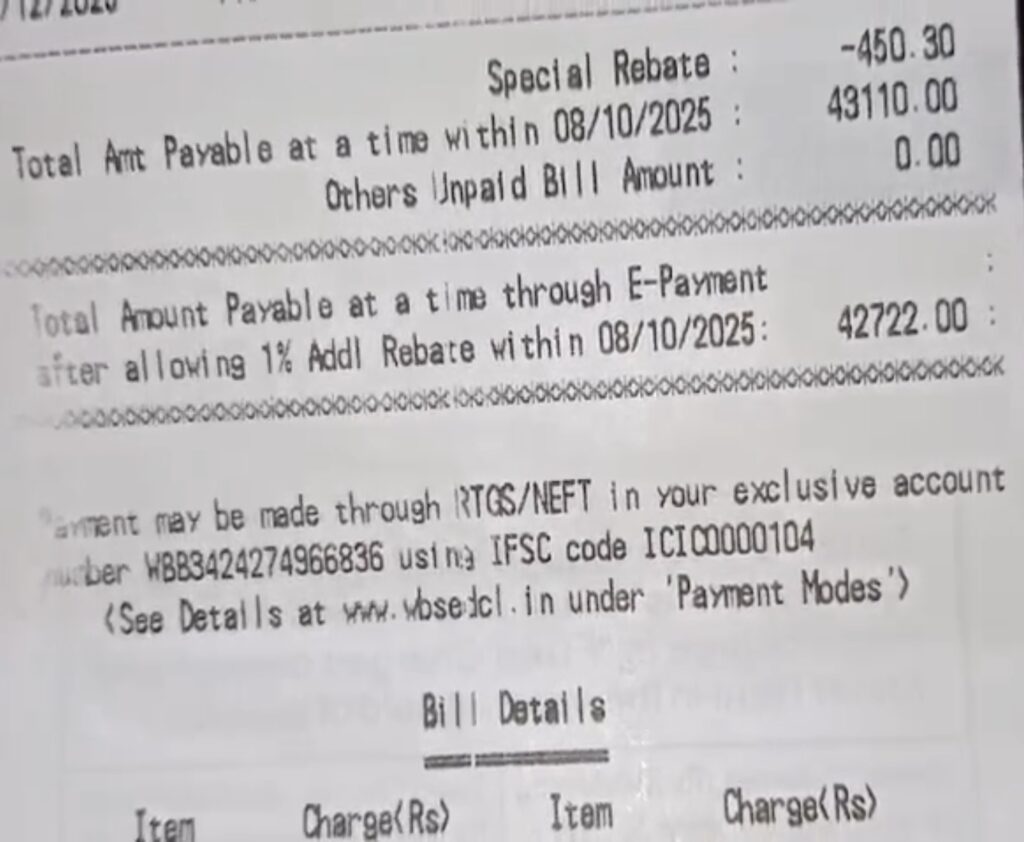 Special Rebate : -450.30
Total Amt Payable at a time within 08/10/2025 : 43110.00
Others Unpaid Bill Amount : 0.00
Total Amount Payable at a time through E-Payment :
after allowing 1% Addl Rebate within 08/10/2025: 42722.00 :
Payment may be made through RTGS/NEFT in your exclusive account
number WBB3424274966836 using IFSC code ICIC0000104
(See Details at www.wbsedcl.in under 'Payment Modes')
Bill Details
Item Charge(Rs) Item Charge(Rs)